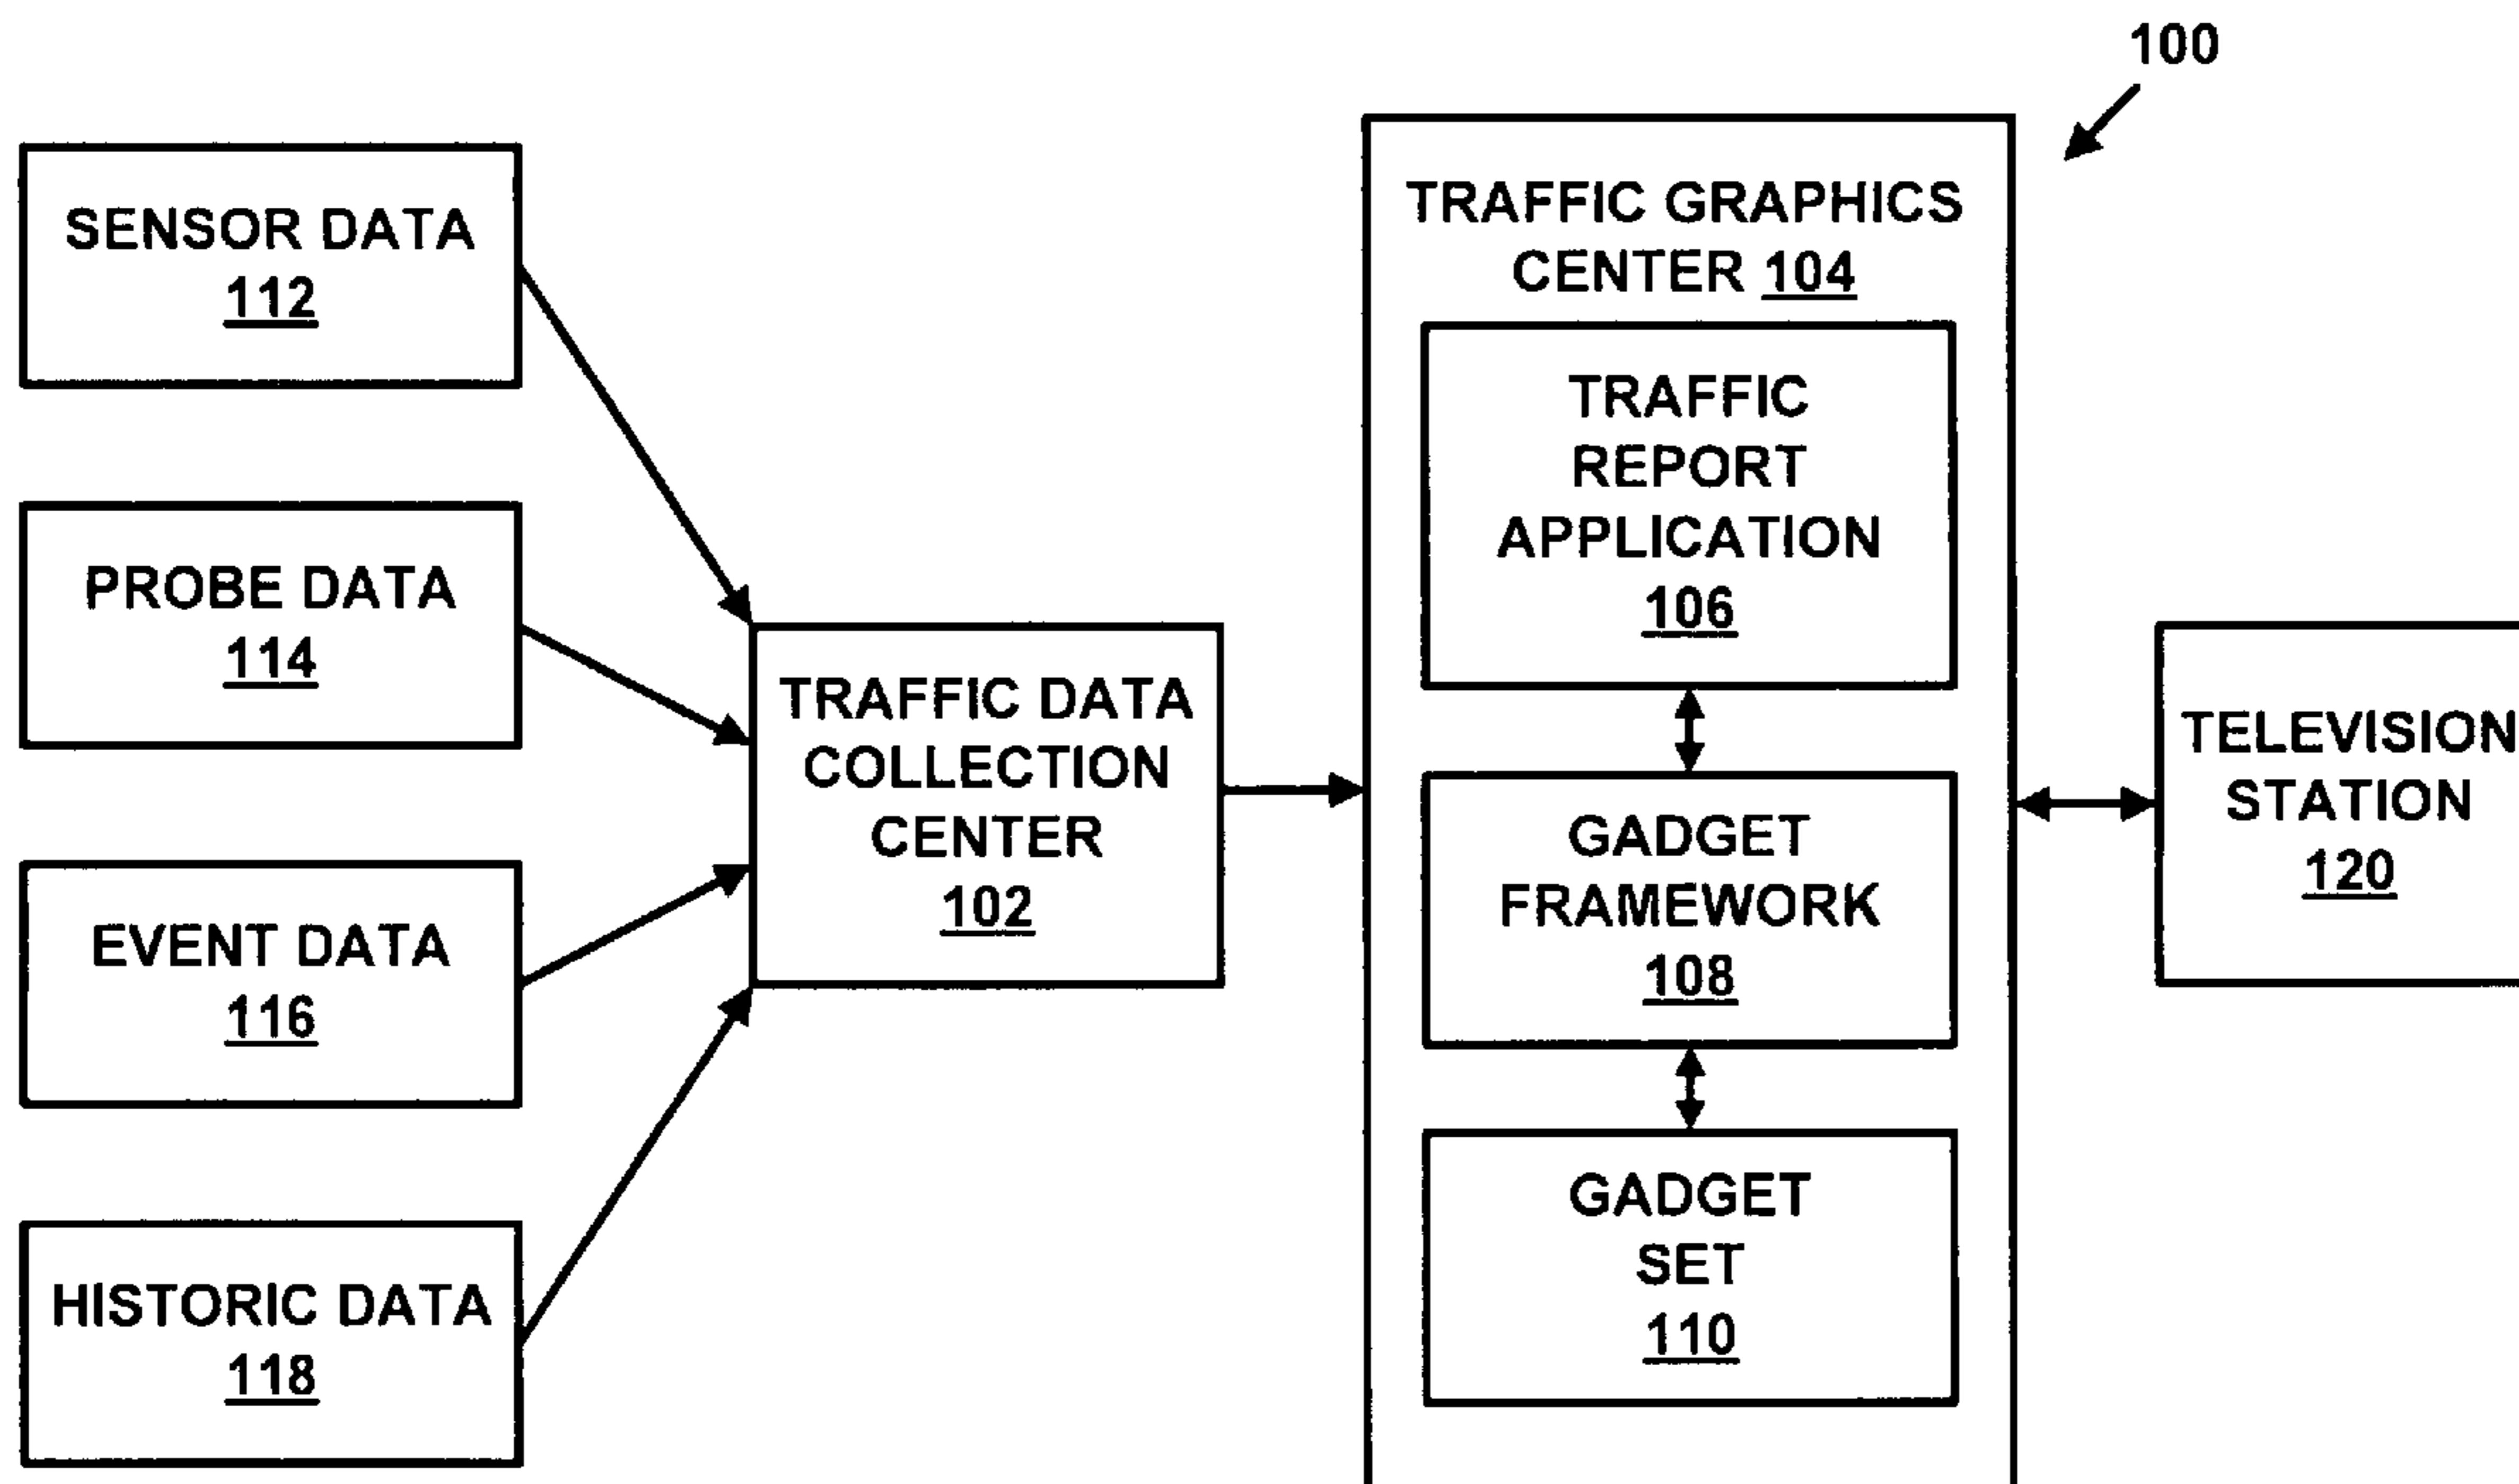 100
SENSOR DATA
112
PROBE DATA
114
EVENT DATA
116
HISTORIC DATA
118
TRAFFIC DATA
COLLECTION
CENTER
102
TRAFFIC GRAPHICS
CENTER 104
TRAFFIC
REPORT
APPLICATION
106
GADGET
FRAMEWORK
108
GADGET
SET
110
TELEVISION
STATION
120